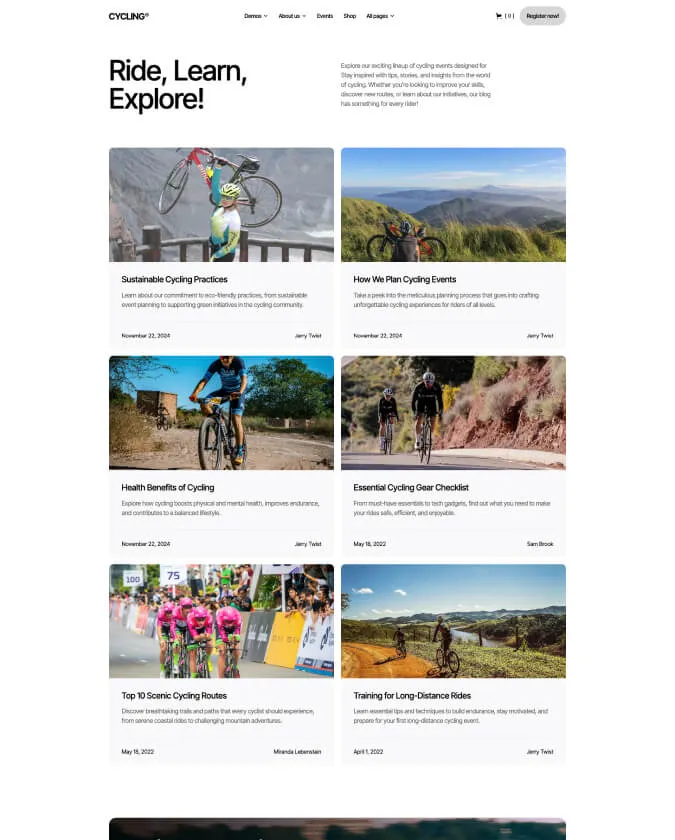 CYCLING®
Demos
About us
Events
Shop
All pages
( 0 )
Register now!
Ride, Learn,
Explore!
Explore our exciting lineup of cycling events designed for
Stay inspired with tips, stories, and insights from the world
of cycling. Whether you're looking to improve your skills,
discover new routes, or learn about our initiatives, our blog
has something for every rider!
Sustainable Cycling Practices
Learn about our commitment to eco-friendly practices, from sustainable
event planning to supporting green initiatives in the cycling community.
November 22, 2024
Jerry Twist
How We Plan Cycling Events
Take a peek into the meticulous planning process that goes into crafting
unforgettable cycling experiences for riders of all levels.
November 22, 2024
Jerry Twist
Health Benefits of Cycling
Explore how cycling boosts physical and mental health, improves endurance,
and contributes to a balanced lifestyle.
November 22, 2024
Jerry Twist
Essential Cycling Gear Checklist
From must-have essentials to tech gadgets, find out what you need to make
your rides safe, efficient, and enjoyable.
May 18, 2022
Sam Brook
100
75
Top 10 Scenic Cycling Routes
Discover breathtaking trails and paths that every cyclist should experience,
from serene coastal rides to challenging mountain adventures.
May 18, 2022
Miranda Lebenstein
Training for Long-Distance Rides
Learn essential tips and techniques to build endurance, stay motivated, and
prepare for your first long-distance cycling event.
April 1, 2022
Jerry Twist